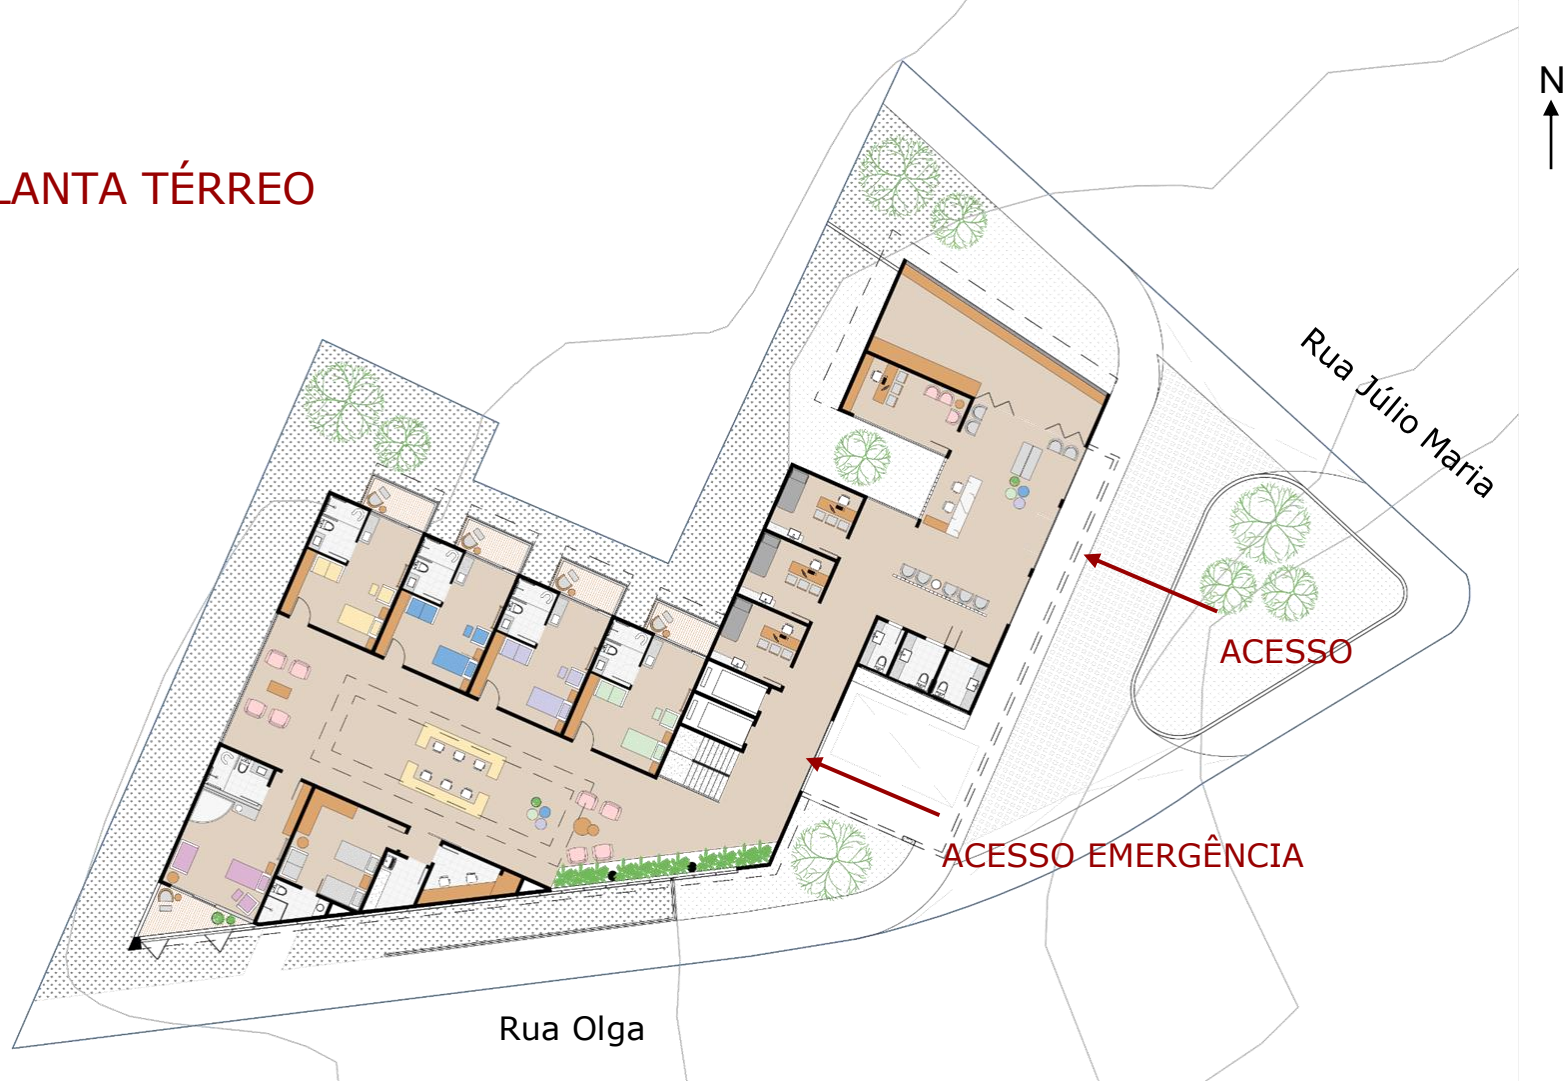 N
LANTA TÉRREO
Rua Júlio Maria
ACESSO
ACESSO EMERGÊNCIA
Rua Olga